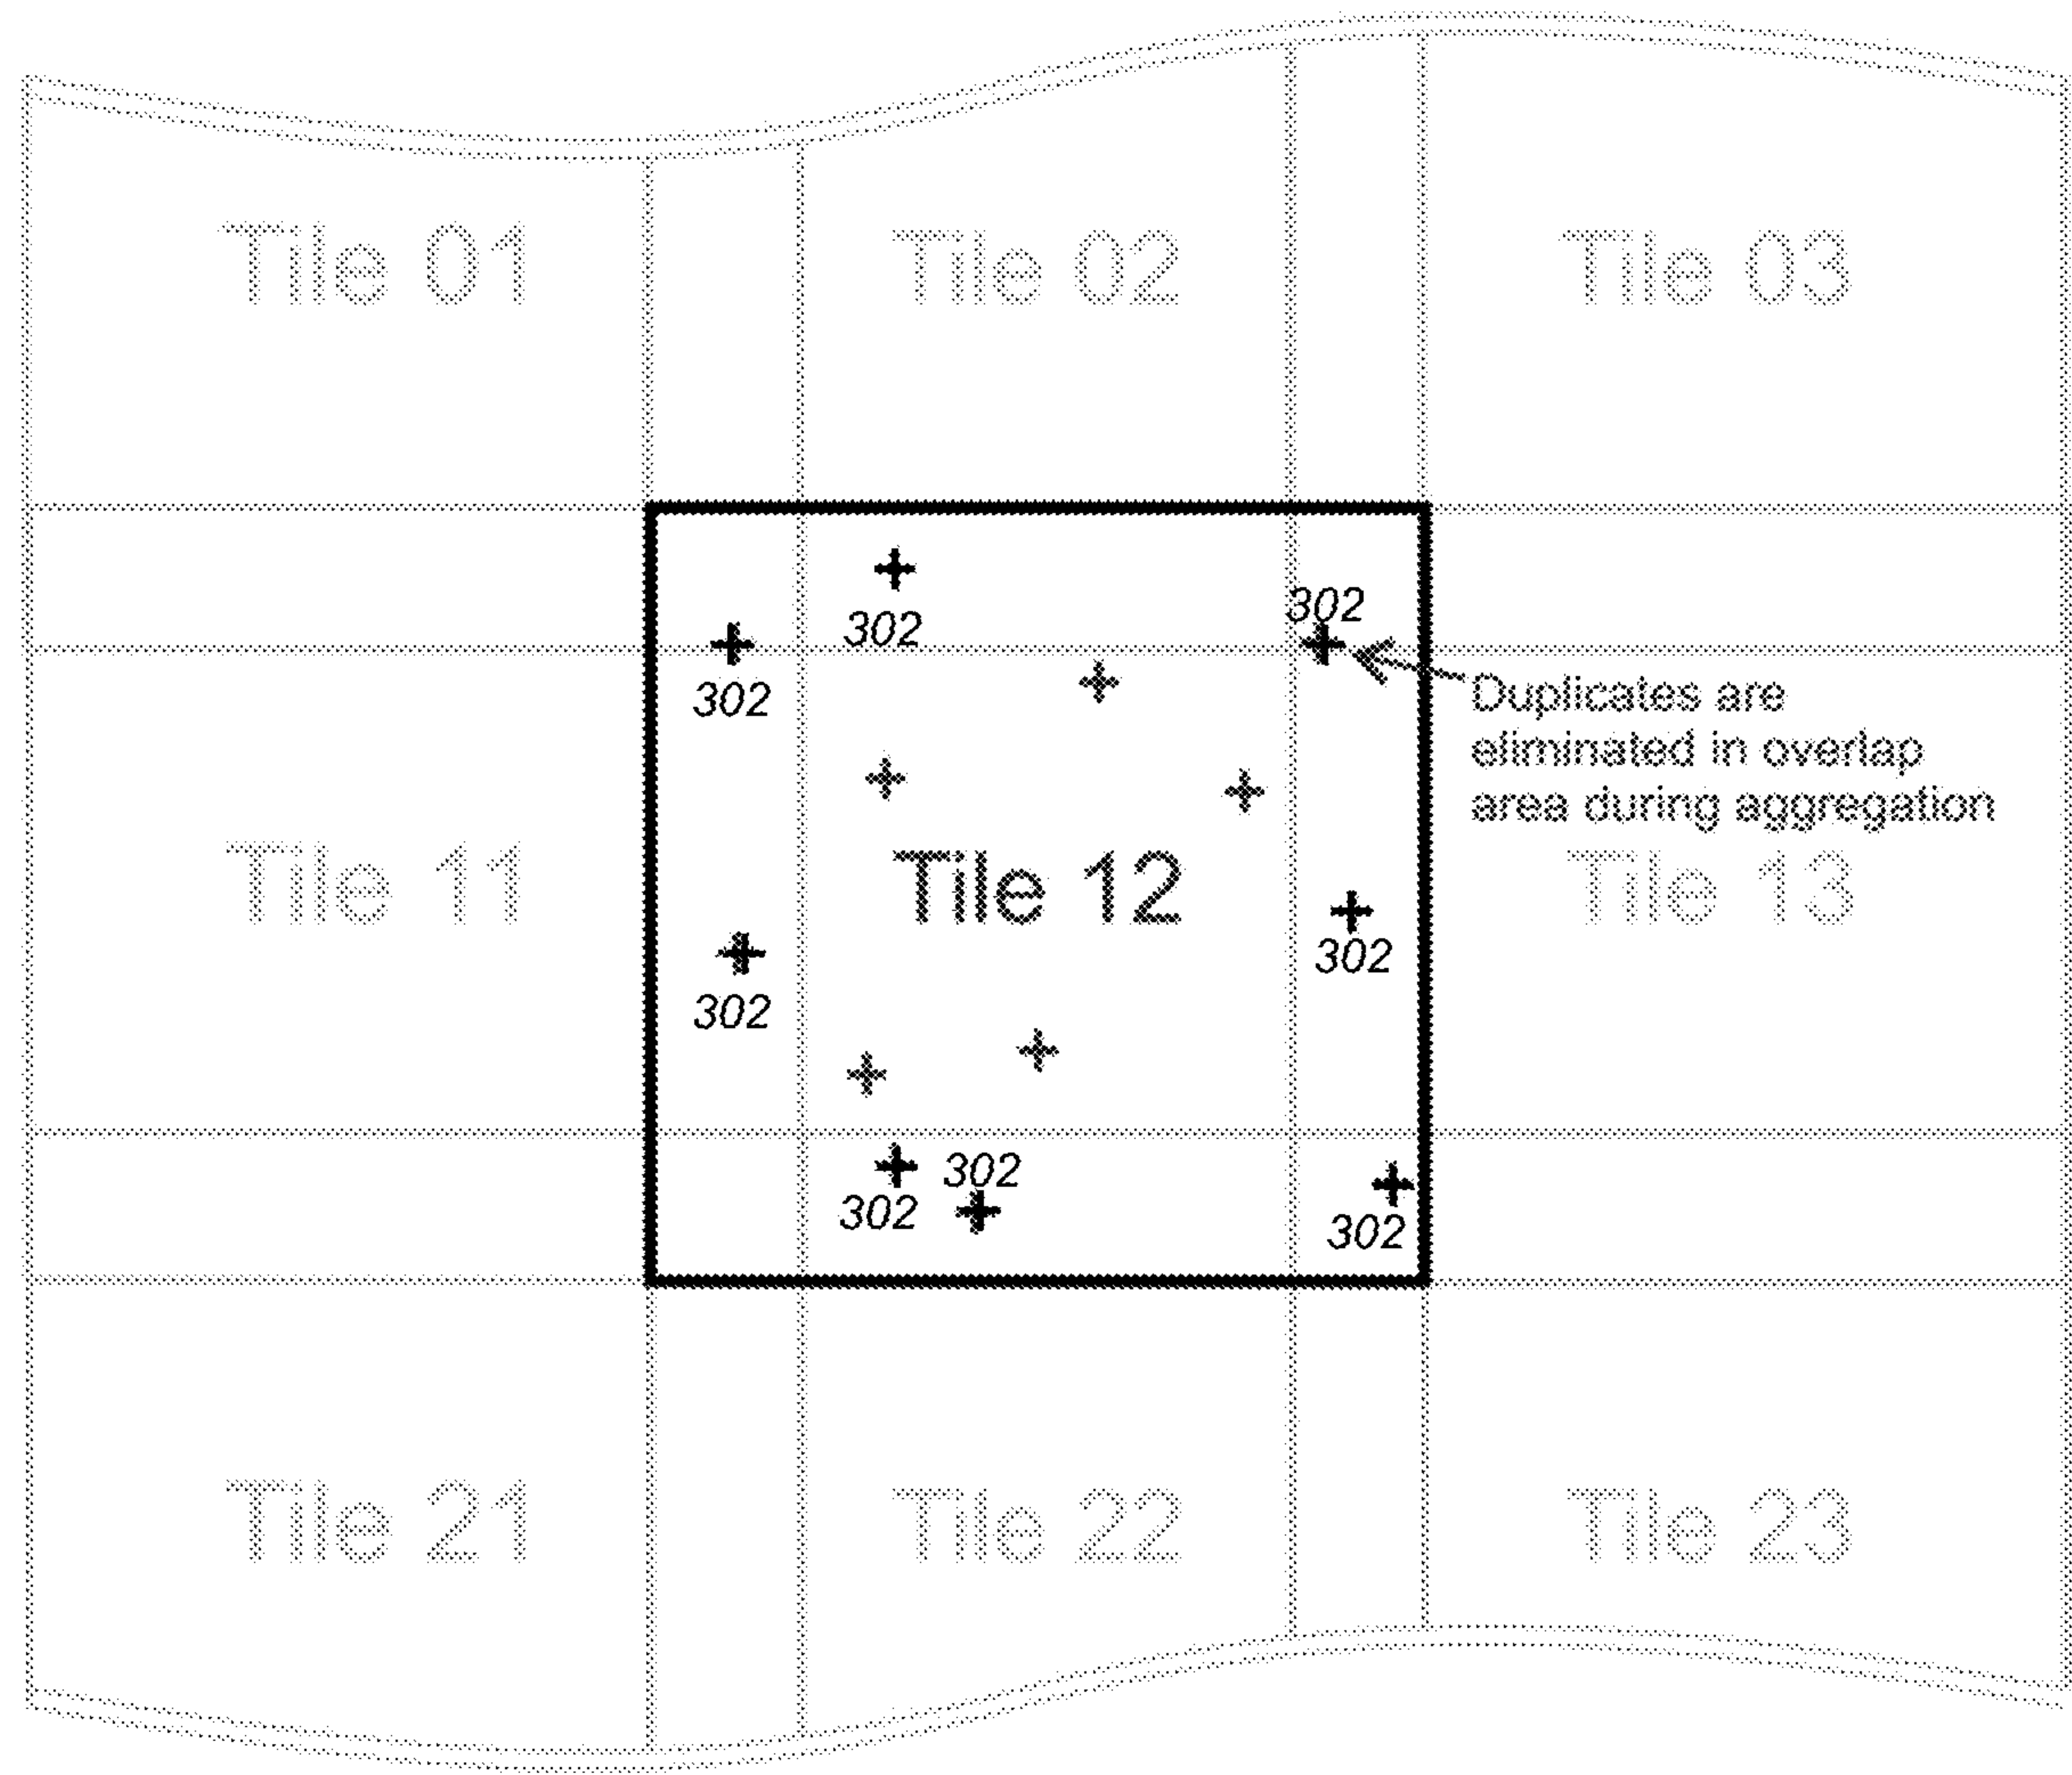 Tile 01
Tile 02
Tile 03
302
302
302
302
Duplicates are
eliminated in overlap
area during aggregation
Tile 11
Tile 12
Tile 13
302
302
302
302
302
Tile 21
Tile 22
Tile 23